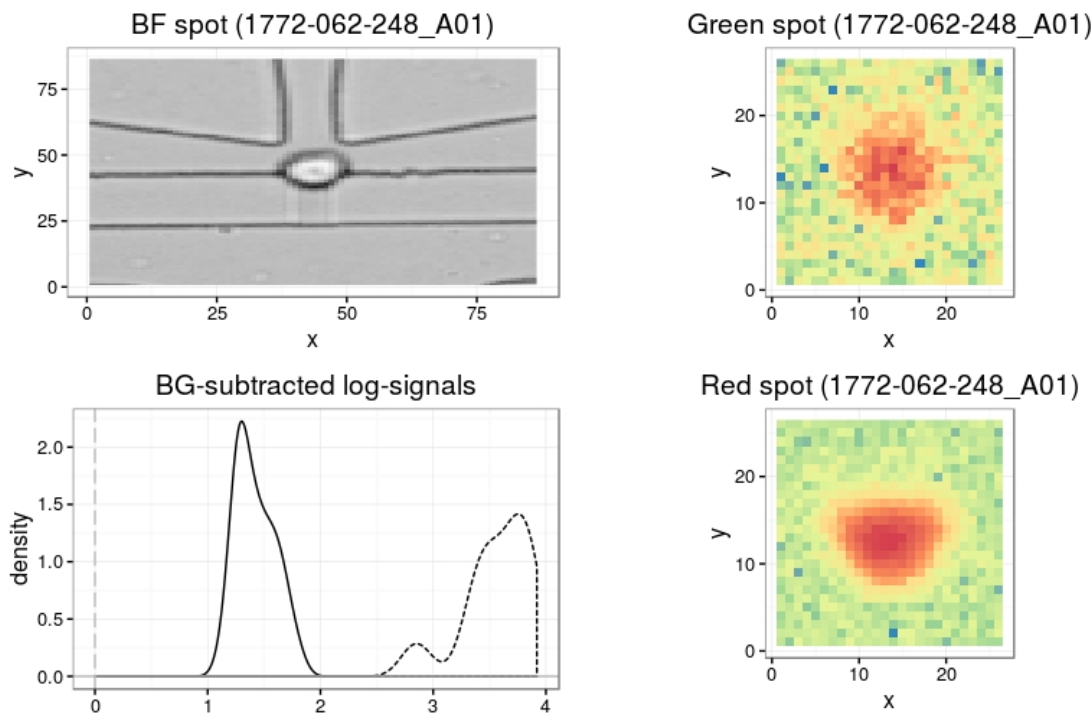 BF spot (1772-062-248_A01)
75
50
25
0
y
0 25 50 75
x
Green spot (1772-062-248_A01)
20
10
0
y
0 10 20
x
BG-subtracted log-signals
2.0
1.5
1.0
0.5
0.0
density
0 1 2 3 4
Red spot (1772-062-248_A01)
20
10
0
y
0 10 20
x